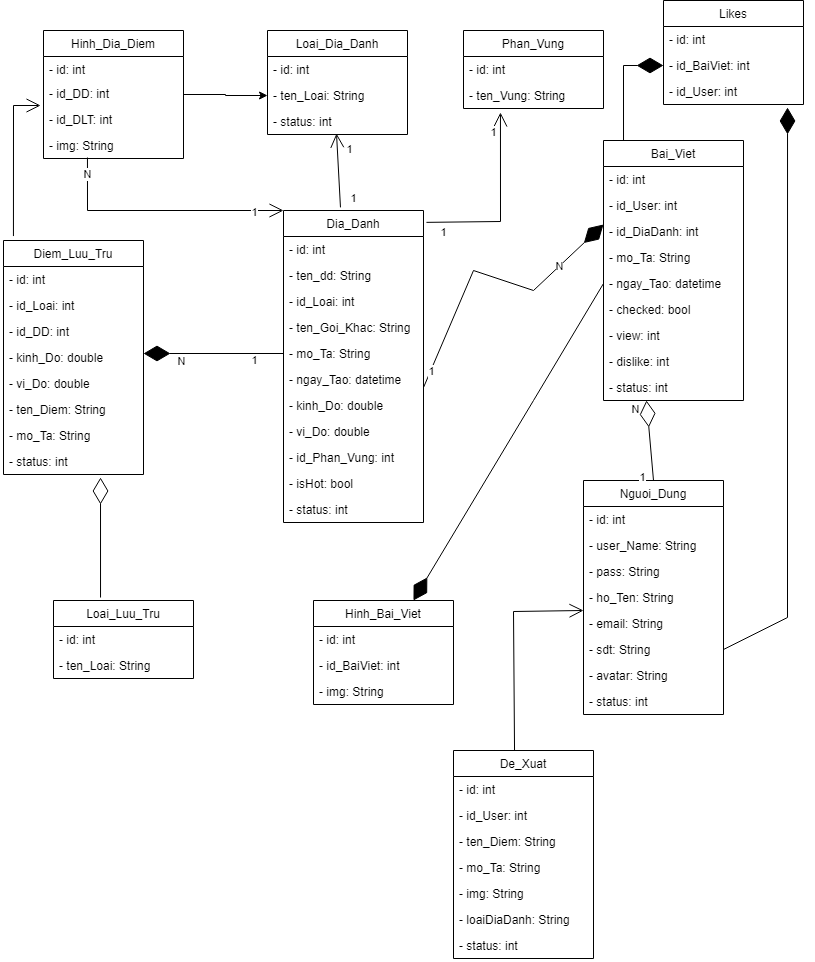 Likes
- id: int
- id_BaiViet: int
- id_User: int
Hinh_Dia_Diem
- id: int
- id_DD: int
- id_DLT: int
- img: String
Loai_Dia_Danh
- id: int
- ten_Loai: String
- status: int
Phan_Vung
- id: int
- ten_Vung: String
N
1
1
1
1
1
Bai_Viet
- id: int
- id_User: int
- id_DiaDanh: int
- mo_Ta: String
- ngay_Tao: datetime
- checked: bool
- view: int
- dislike: int
- status: int
Dia_Danh
- id: int
- ten_dd: String
- id_Loai: int
- ten_Goi_Khac: String
- mo_Ta: String
- ngay_Tao: datetime
- kinh_Do: double
- vi_Do: double
- id_Phan_Vung: int
- isHot: bool
- status: int
Diem_Luu_Tru
- id: int
- id_Loai: int
- id_DD: int
- kinh_Do: double
- vi_Do: double
- ten_Diem: String
- mo_Ta: String
- status: int
N
1
N
1
N
1
Nguoi_Dung
- id: int
- user_Name: String
- pass: String
- ho_Ten: String
- email: String
- sdt: String
- avatar: String
- status: int
Loai_Luu_Tru
- id: int
- ten_Loai: String
Hinh_Bai_Viet
- id: int
- id_BaiViet: int
- img: String
De_Xuat
- id: int
- id_User: int
- ten_Diem: String
- mo_Ta: String
- img: String
- loaiDiaDanh: String
- status: int